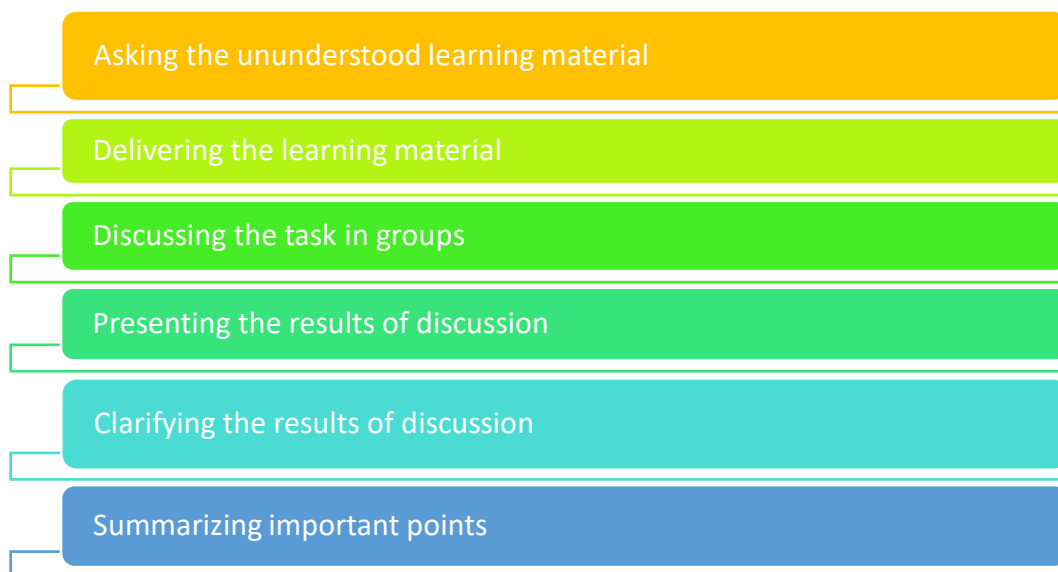 Asking the ununderstood learning material
Delivering the learning material
Discussing the task in groups
Presenting the results of discussion
Clarifying the results of discussion
Summarizing important points